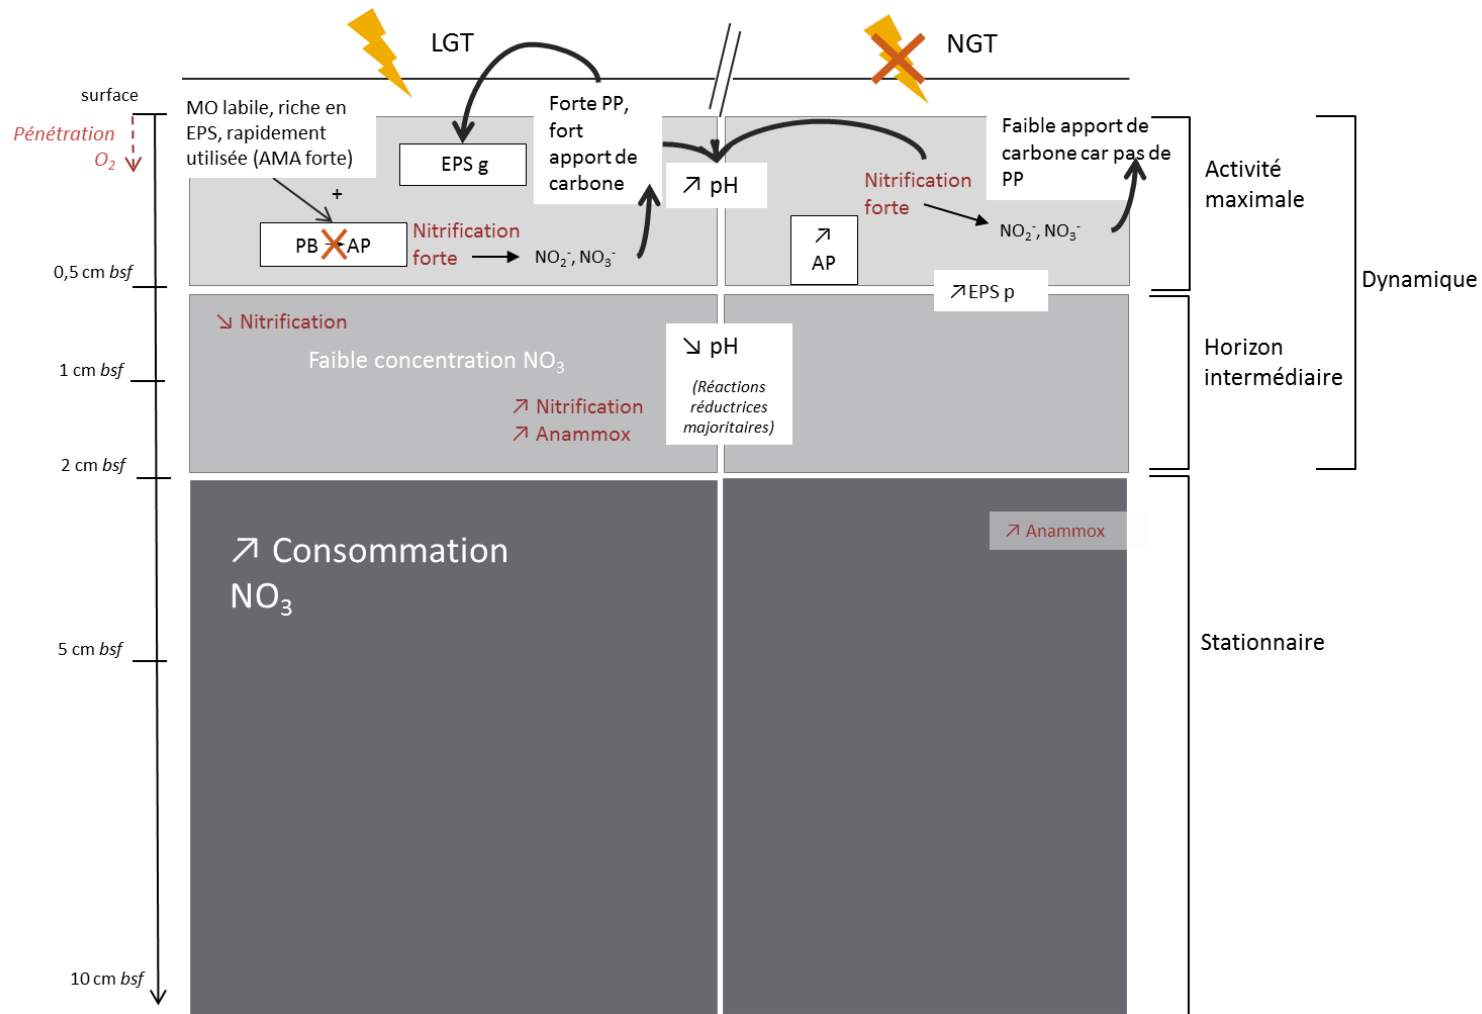 LGT
NGT
surface
Pénétration
O₂
MO labile, riche en
EPS, rapidement
utilisée (AMA forte)
+
EPS g
Forte PP,
fort
apport de
carbone
↗ pH
Faible apport de
carbone car pas de
PP
Nitrification
forte
NO₂⁻, NO₃⁻
PB → AP
Nitrification
forte
NO₂⁻, NO₃⁻
↗
AP
↗EPS p
Activité
maximale
Dynamique
0,5 cm bsf
↘ Nitrification
Faible concentration NO₃
↘ pH
(Réactions
réductrices
majoritaires)
↗ Nitrification
↗ Anammox
Horizon
intermédiaire
1 cm bsf
2 cm bsf
↗ Consommation
NO₃
↗ Anammox
Stationnaire
5 cm bsf
10 cm bsf